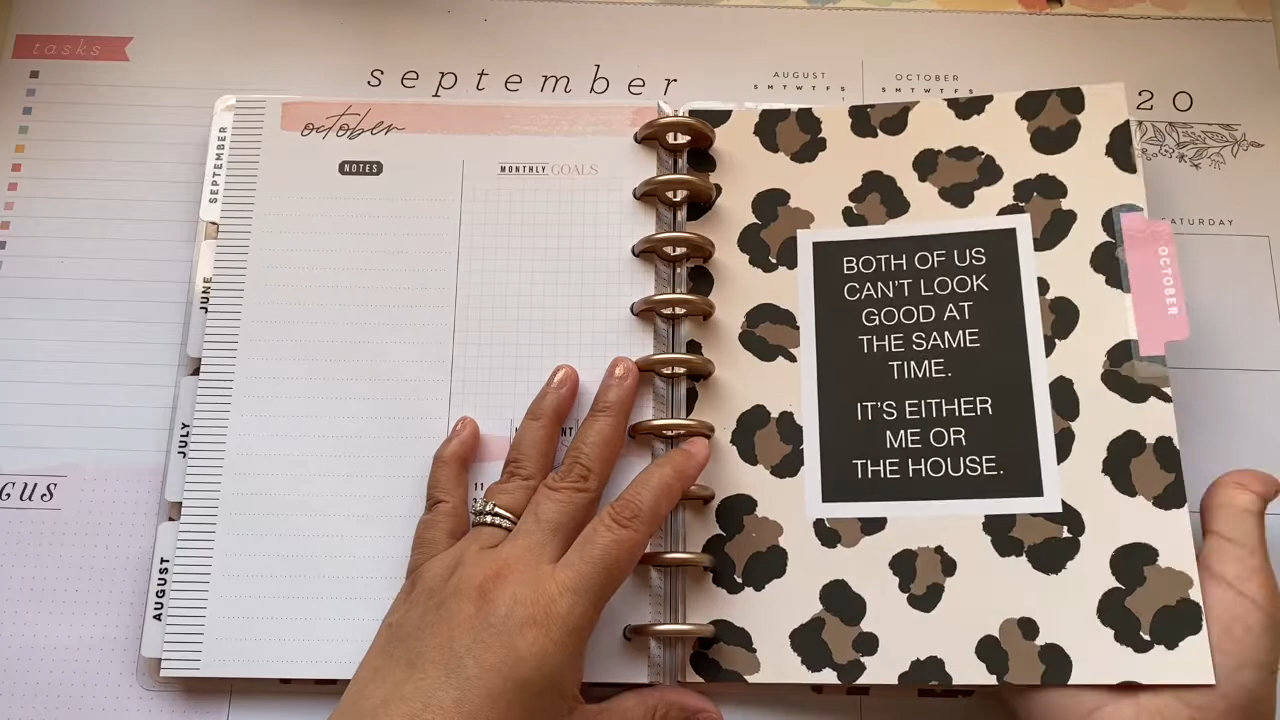 tasks
september
AUGUST
S M T W T F S
OCTOBER
S M T W T F S
20
SATURDAY
SEPTEMBER
JUNE
JULY
AUGUST
october
NOTES
MONTHLY GOALS
11
BOTH OF US
CAN'T LOOK
GOOD AT
THE SAME
TIME.
IT'S EITHER
ME OR
THE HOUSE.
OCTOBER